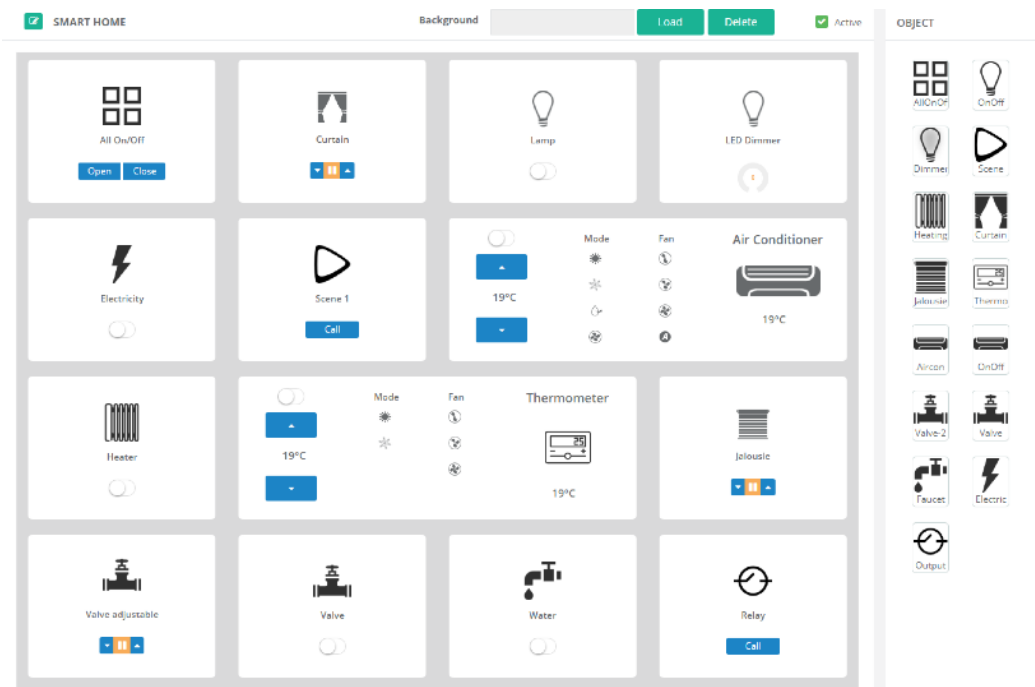 SMART HOME
Background
Load
Delete
Active
OBJECT
All On/Off
Open
Close
Curtain
Lamp
LED Dimmer
Electricity
Scene 1
Call
19°C
Mode
Fan
Air Conditioner
19°C
Heater
19°C
Mode
Fan
Thermometer
25
19°C
Jalousie
Valve adjustable
Valve
Water
Relay
Call
AllOnOf
OnOff
Dimmer
Scene
Heating
Curtain
Jalousie
Thermo
Aircon
OnOff
Valve-2
Valve
Faucet
Electric
Output